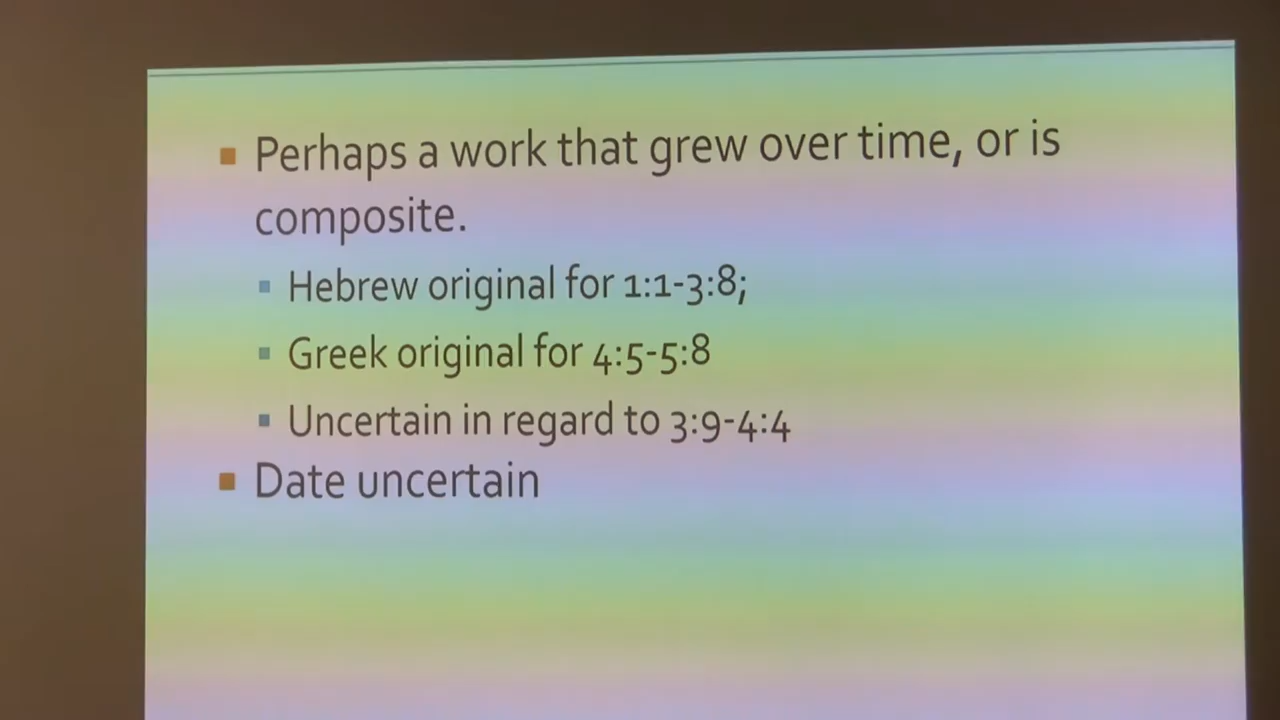 Perhaps a work that grew over time, or is
composite.
Hebrew original for 1:1-3:8;
Greek original for 4:5-5:8
Uncertain in regard to 3:9-4:4
Date uncertain